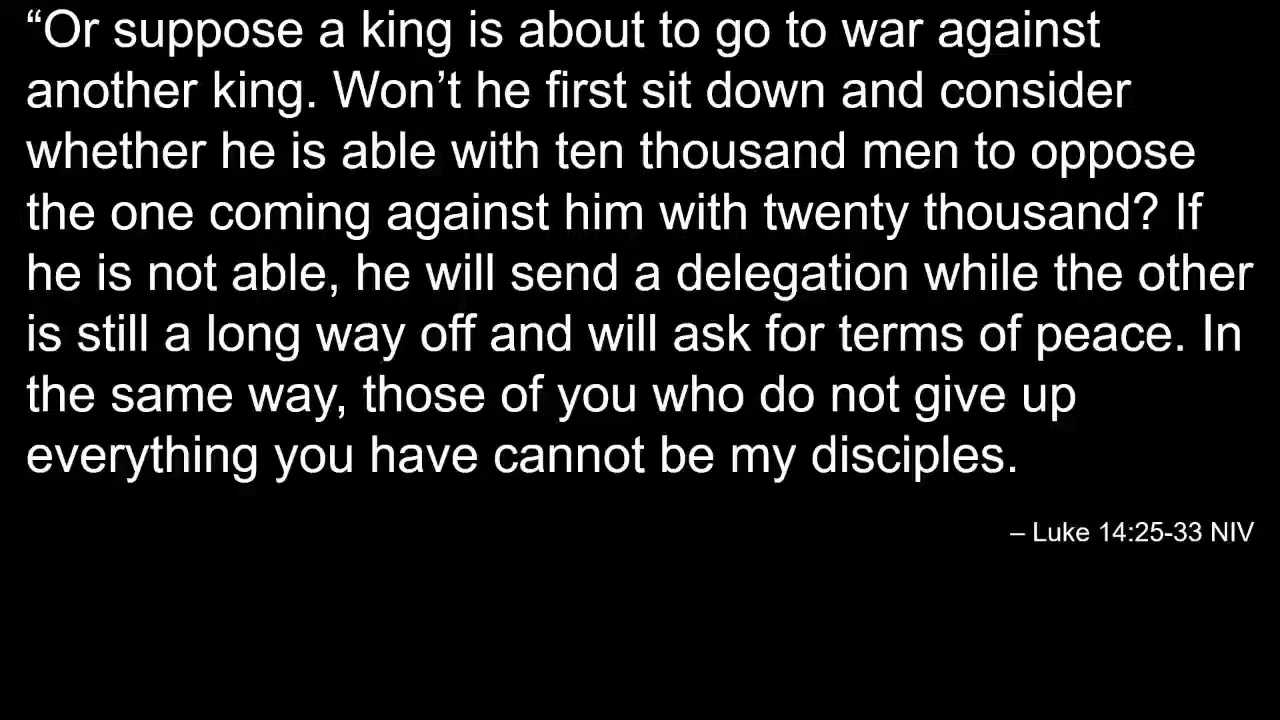 “Or suppose a king is about to go to war against
another king. Won’t he first sit down and consider
whether he is able with ten thousand men to oppose
the one coming against him with twenty thousand? If
he is not able, he will send a delegation while the other
is still a long way off and will ask for terms of peace. In
the same way, those of you who do not give up
everything you have cannot be my disciples.
– Luke 14:25-33 NIV